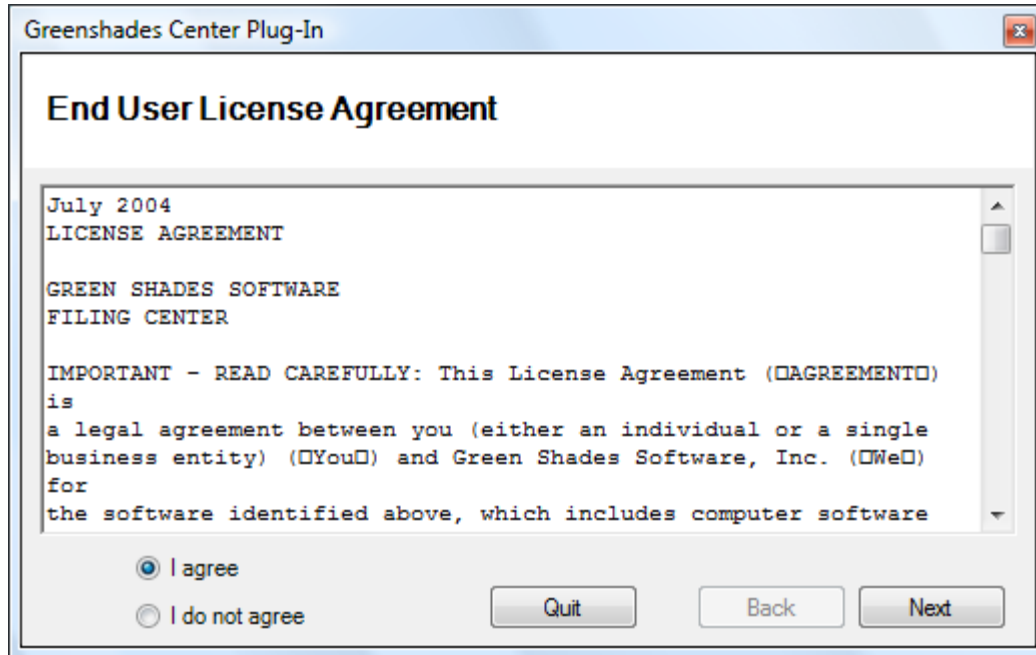 Greenshades Center Plug-In
End User License Agreement
July 2004
LICENSE AGREEMENT
GREEN SHADES SOFTWARE
FILING CENTER
IMPORTANT - READ CAREFULLY: This License Agreement (□AGREEMENT□)
is
a legal agreement between you (either an individual or a single
business entity) (□You□) and Green Shades Software, Inc. (□We□)
for
the software identified above, which includes computer software
I agree
I do not agree
Quit
Back
Next